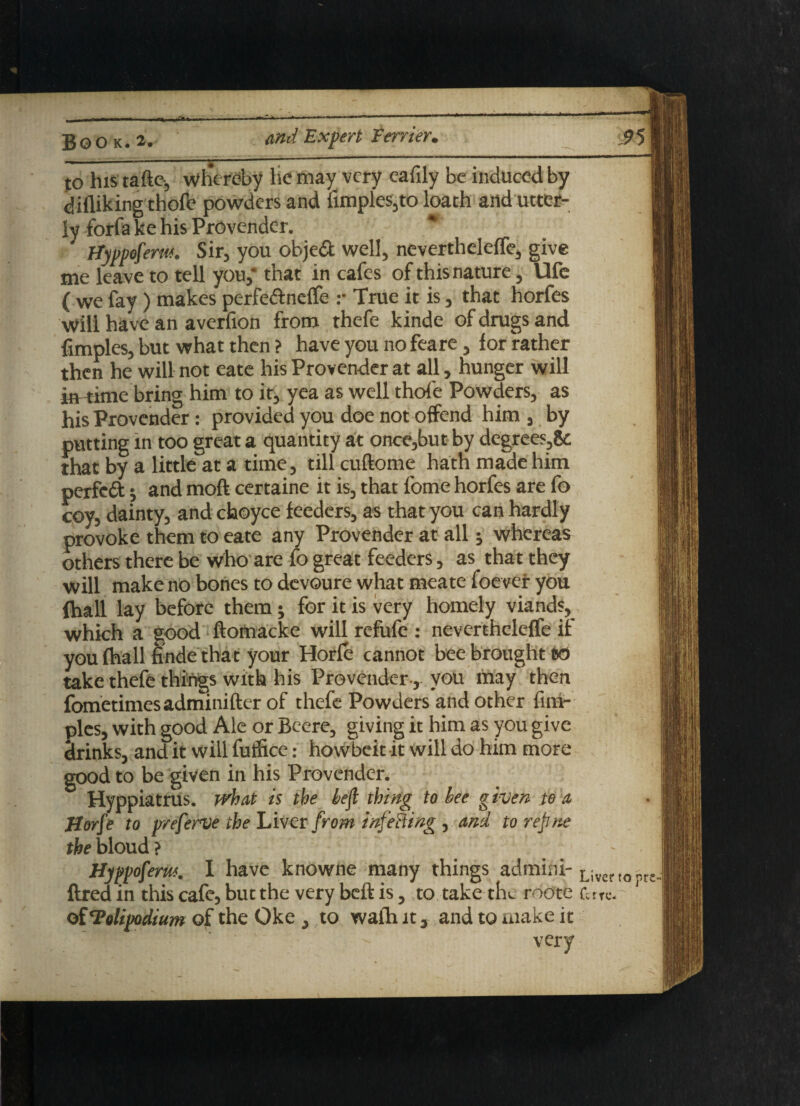 BOOK. 2. and Expert Ferrier. 95
to his taſte, whereby he may very eaſily be induced by
diſliking thoſe powders and ſimples, to loath and utter-
ly forſake his Provender.
Hyppoſerus. Sir, you object well, nevertheleſſe, give
me leave to tell you, that in caſes of this nature, Uſe
( we ſay ) makes perfectneſſe : True it is, that horſes
will have an averſion from theſe kinde of drugs and
ſimples, but what then ? have you no feare, for rather
then he will not eate his Provender at all, hunger will
in time bring him to it, yea as well thoſe Powders, as
his Provender : provided you doe not offend him, by
putting in too great a quantity at once, but by degrees, &
that by a little at a time, till cuſtome hath made him
perfect ; and moſt certaine it is, that ſome horſes are ſo
coy, dainty, and choyce feeders, as that you can hardly
provoke them to eate any Provender at all ; whereas
others there be who are ſo great feeders, as that they
will make no bones to devoure what meate ſoever you
ſhall lay before them ; for it is very homely viands,
which a good ſtomacke will refuſe : nevertheleſſe if
you ſhall finde that your Horſe cannot bee brought to
take theſe things with his Provender, you may then
ſometimes adminiſter of theſe Powders and other ſim-
ples, with good Ale or Beere, giving it him as you give
drinks, and it will ſuffice : howbeit it will do him more
good to be given in his Provender.
Hyppiatrus. What is the beſt thing to bee given to a
Horſe to preſerve the Liver from infecting, and to refine
the bloud ?
Hyppoſerus. I have knowne many things admini- Liver to pre-
ſtred in this caſe, but the very beſt is, to take the roote
of Polipodium of the Oke, to waſh it, and to make it
very